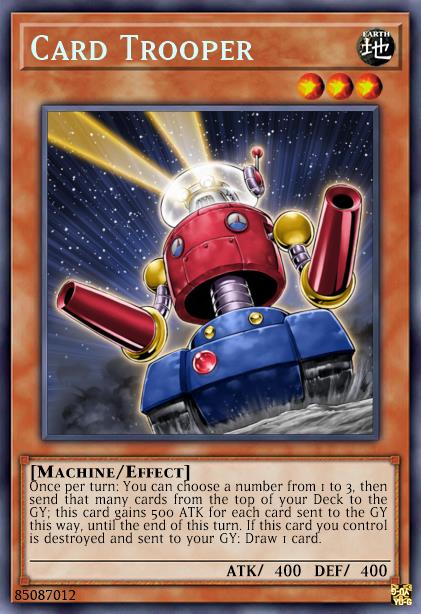 CARD TROOPER
EARTH
地
[MACHINE/EFFECT]
Once per turn: You can choose a number from 1 to 3, then
send that many cards from the top of your Deck to the
GY; this card gains 500 ATK for each card sent to the GY
this way, until the end of this turn. If this card you control
is destroyed and sent to your GY: Draw 1 card.
ATK/ 400 DEF/ 400
85087012